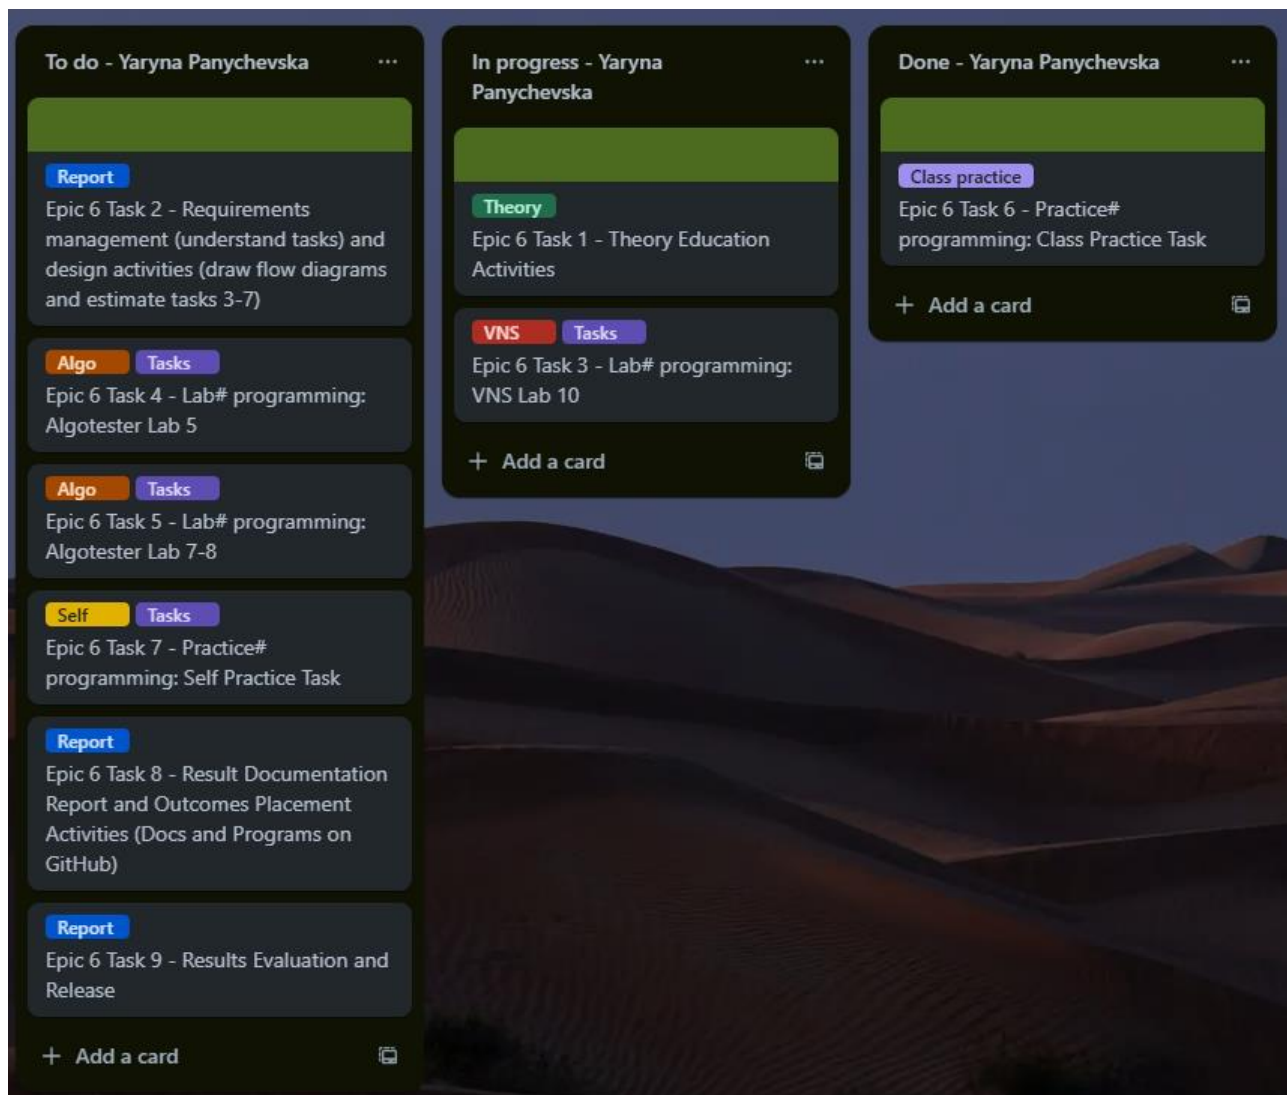 To do - Yaryna Panychevska
Report
Epic 6 Task 2 - Requirements
management (understand tasks) and
design activities (draw flow diagrams
and estimate tasks 3-7)
Algo Tasks
Epic 6 Task 4 - Lab# programming:
Algotester Lab 5
Algo Tasks
Epic 6 Task 5 - Lab# programming:
Algotester Lab 7-8
Self Tasks
Epic 6 Task 7 - Practice#
programming: Self Practice Task
Report
Epic 6 Task 8 - Result Documentation
Report and Outcomes Placement
Activities (Docs and Programs on
GitHub)
Report
Epic 6 Task 9 - Results Evaluation and
Release
+ Add a card
In progress - Yaryna
Panychevska
Theory
Epic 6 Task 1 - Theory Education
Activities
VNS Tasks
Epic 6 Task 3 - Lab# programming:
VNS Lab 10
+ Add a card
Done - Yaryna Panychevska
Class practice
Epic 6 Task 6 - Practice#
programming: Class Practice Task
+ Add a card